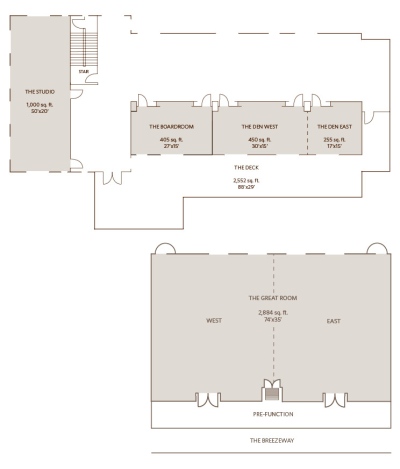 STAIR
THE STUDIO
1,000 sq. ft.
50'x20'
THE BOARDROOM
405 sq. ft.
27'x15'
THE DEN WEST
450 sq. ft.
30'x15'
THE DEN EAST
255 sq. ft.
17'x15'
THE DECK
2,552 sq. ft.
88'x29'
THE GREAT ROOM
2,884 sq. ft.
74'x35'
WEST
EAST
PRE-FUNCTION
THE BREEZEWAY